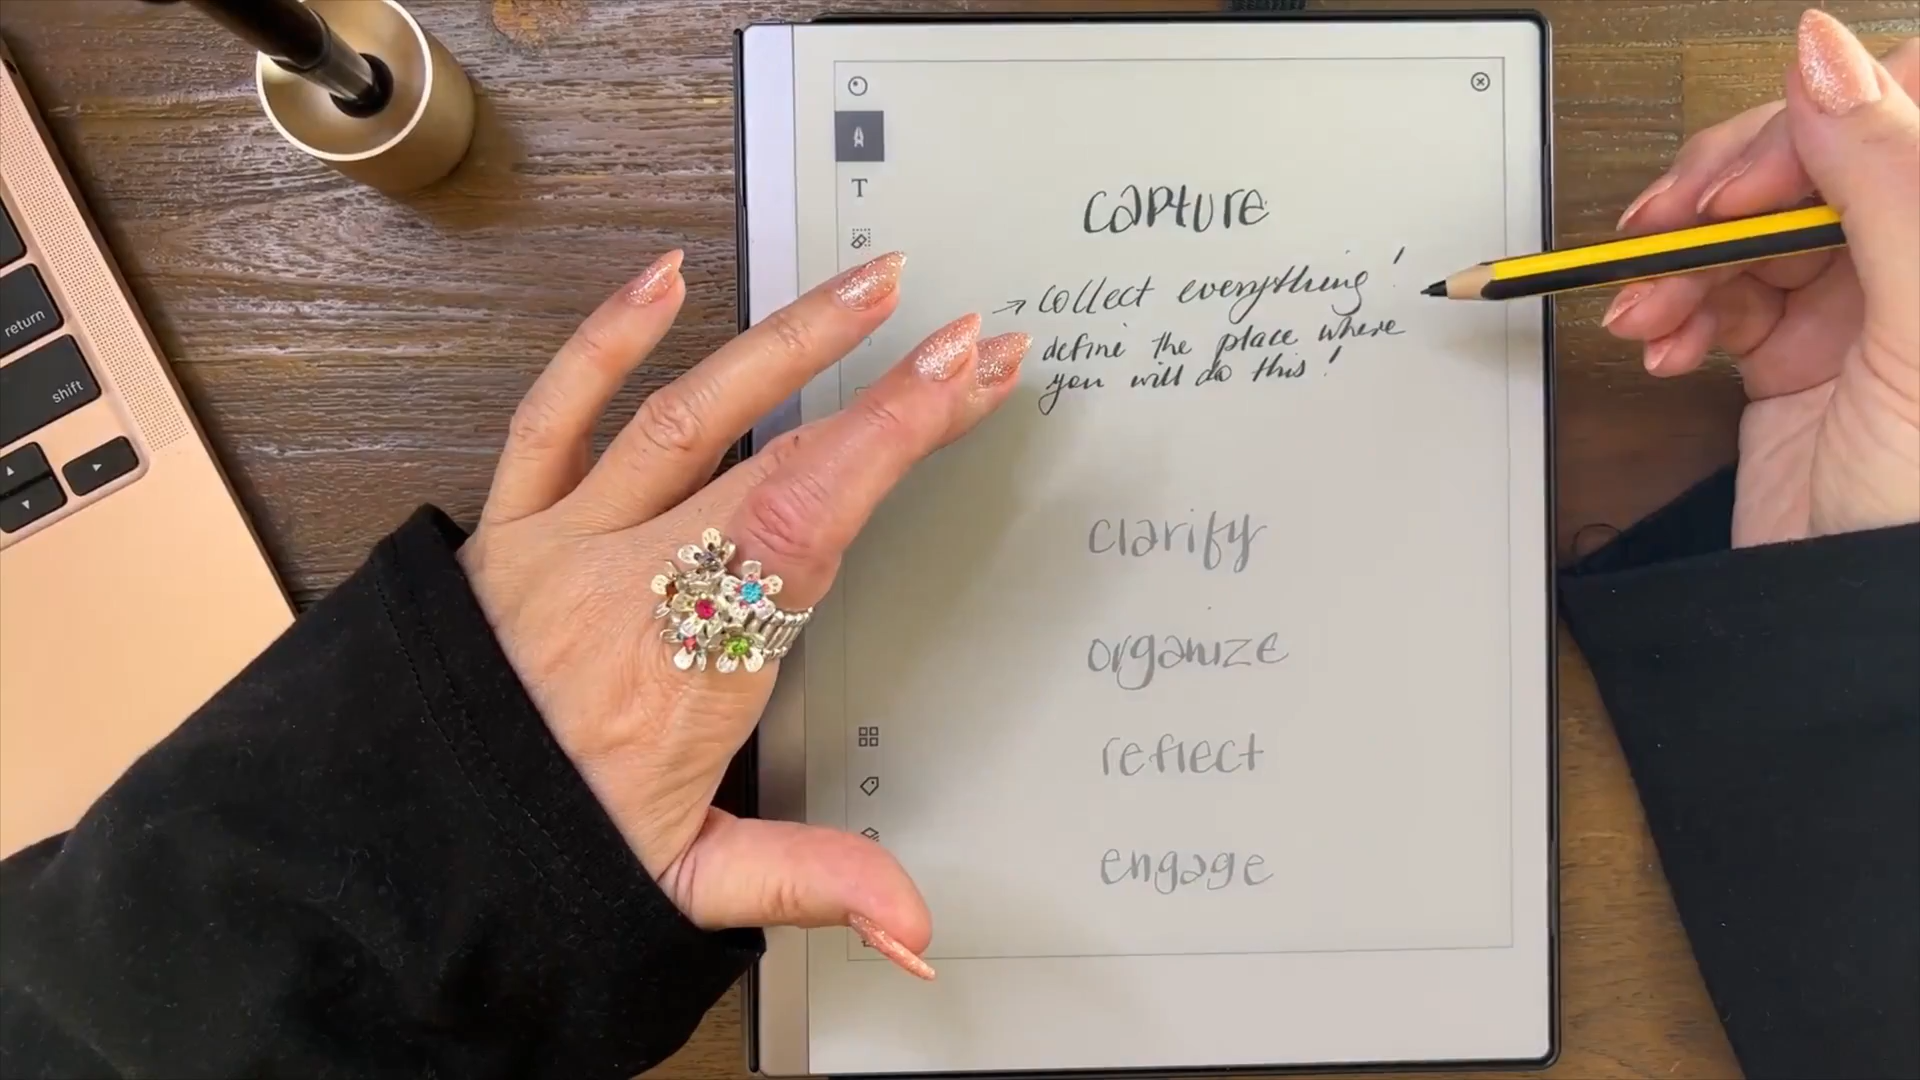 capture
→ collect everything!
define the place where
you will do this!
clarify
organize
reflect
engage
T
return
shift